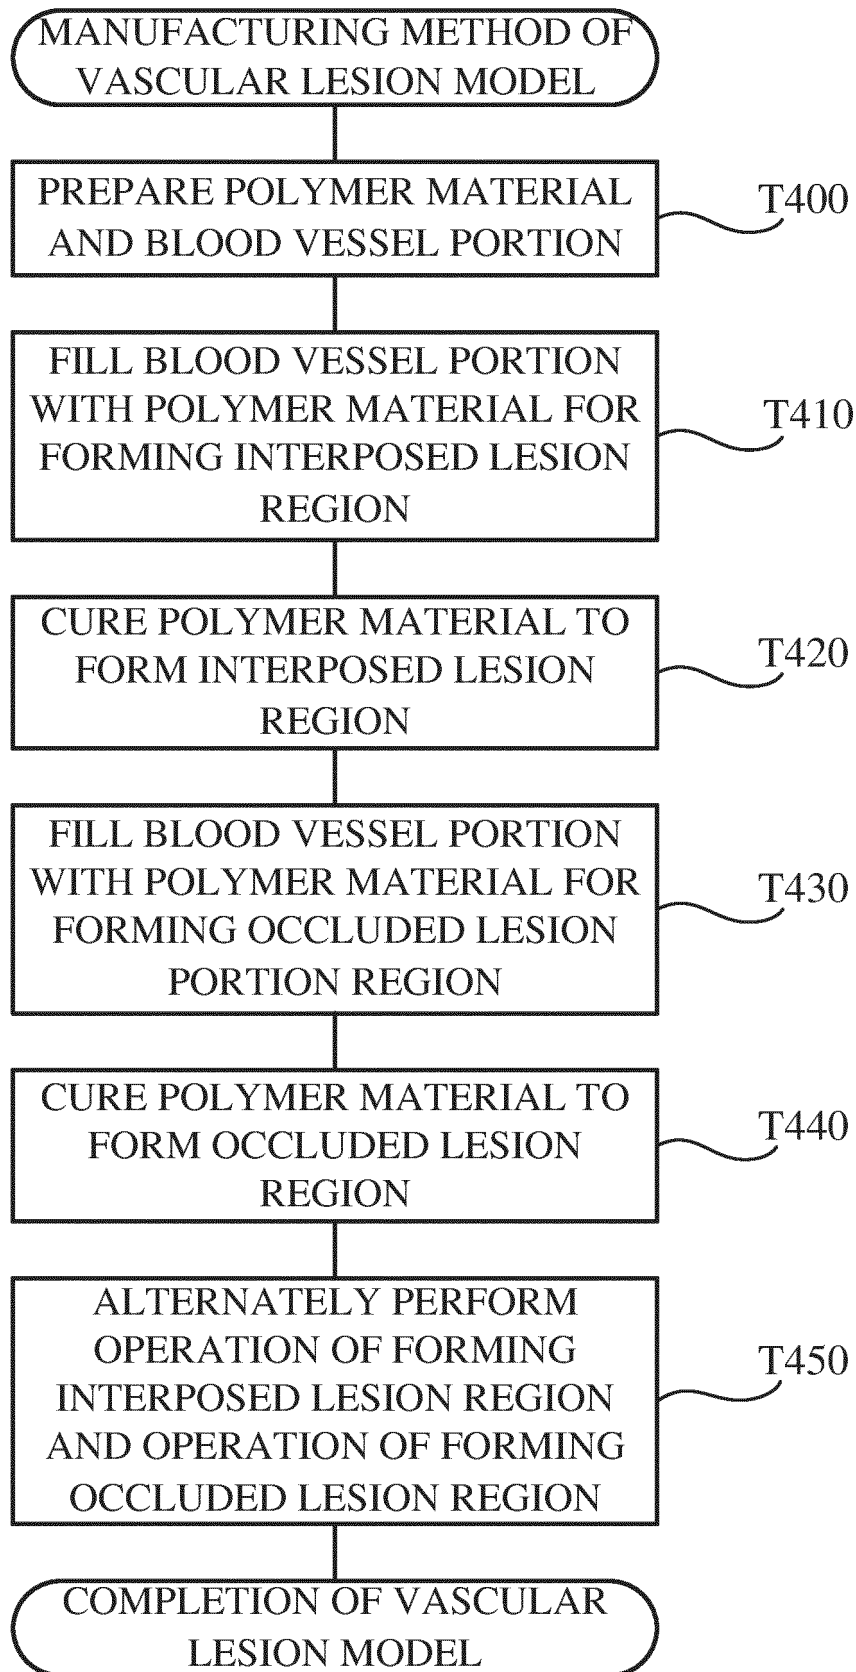 MANUFACTURING METHOD OF
VASCULAR LESION MODEL
PREPARE POLYMER MATERIAL
AND BLOOD VESSEL PORTION
T400
FILL BLOOD VESSEL PORTION
WITH POLYMER MATERIAL FOR
FORMING INTERPOSED LESION
REGION
T410
CURE POLYMER MATERIAL TO
FORM INTERPOSED LESION
REGION
T420
FILL BLOOD VESSEL PORTION
WITH POLYMER MATERIAL FOR
FORMING OCCLUDED LESION
PORTION REGION
T430
CURE POLYMER MATERIAL TO
FORM OCCLUDED LESION
REGION
T440
ALTERNATELY PERFORM
OPERATION OF FORMING
INTERPOSED LESION REGION
AND OPERATION OF FORMING
OCCLUDED LESION REGION
T450
COMPLETION OF VASCULAR
LESION MODEL